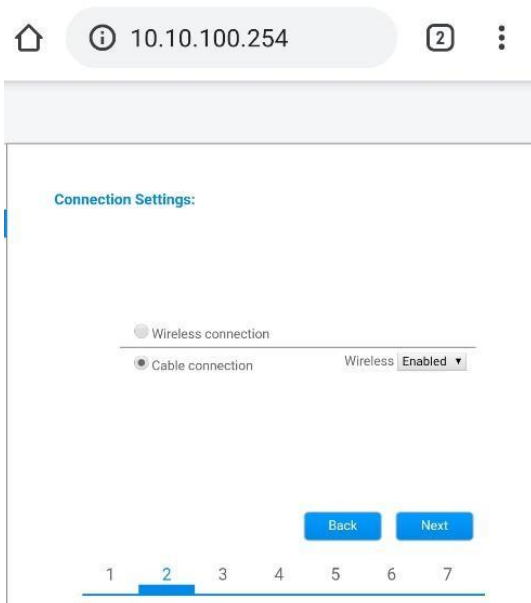 10.10.100.254
2
Connection Settings:
Wireless connection
Cable connection Wireless Enabled
Back Next
1 2 3 4 5 6 7